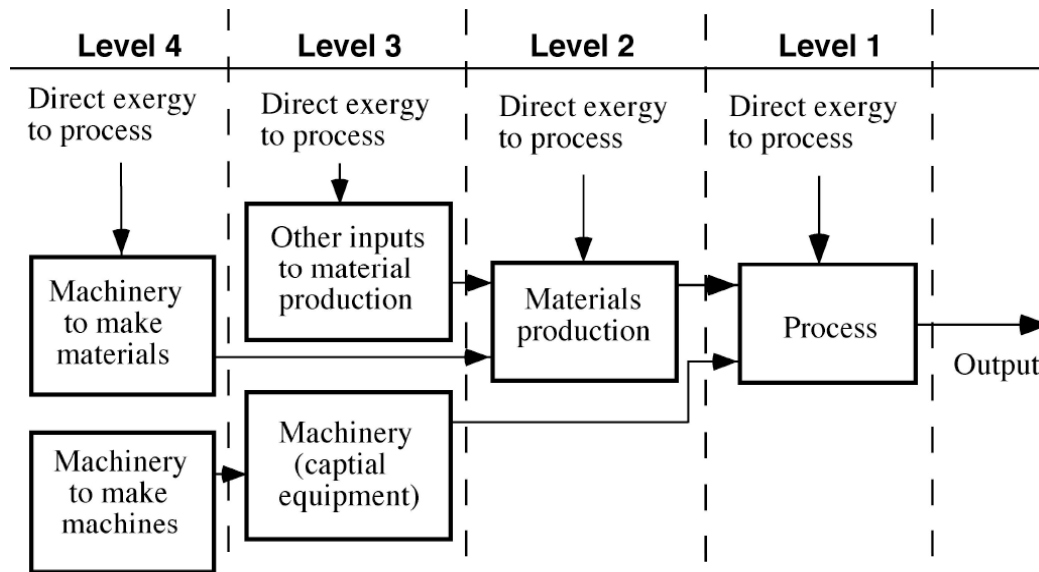 Level 4
Level 3
Level 2
Level 1
Direct exergy
to process
Direct exergy
to process
Direct exergy
to process
Direct exergy
to process
Machinery
to make
materials
Other inputs
to material
production
Materials
production
Process
Output
Machinery
to make
machines
Machinery
(captial
equipment)